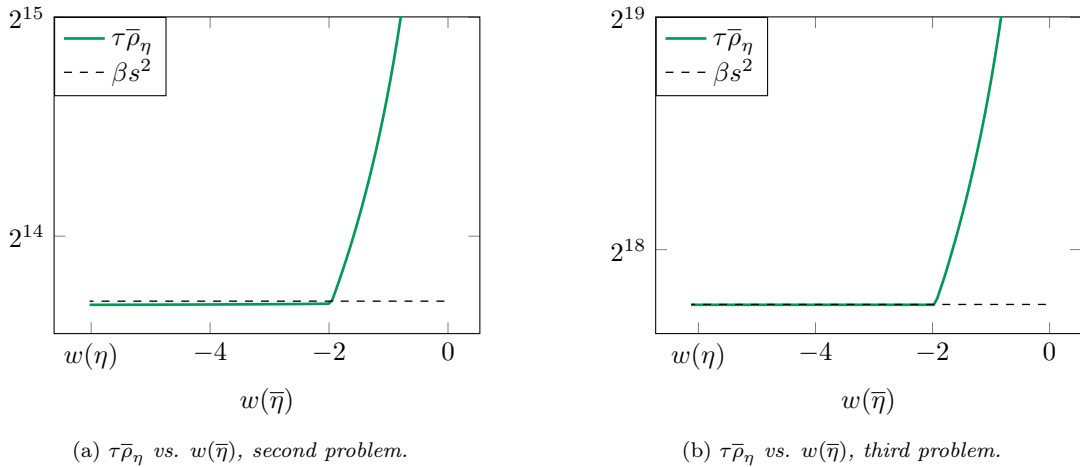 2^15
τρ̅_η
βs^2
2^14
w(η) −4 −2 0
w(η̅)
(a) τρ̅_η vs. w(η̅), second problem.
2^19
τρ̅_η
βs^2
2^18
w(η) −4 −2 0
w(η̅)
(b) τρ̅_η vs. w(η̅), third problem.